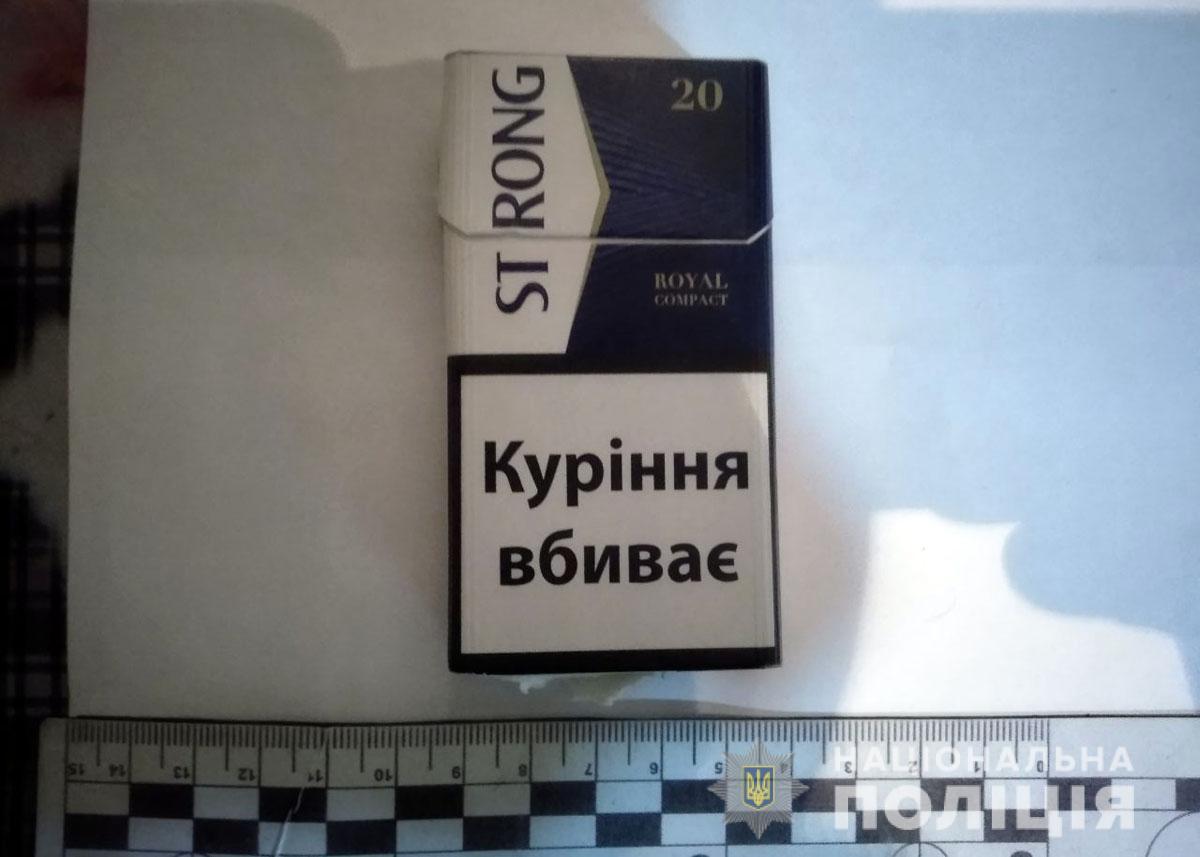 STRONG
20
ROYAL
COMPACT
Куріння
вбиває
15 14 13 12 11 10 9 8 7 6 5 4 3 2 1 0
НАЦІОНАЛЬНА
ПОЛІЦІЯ